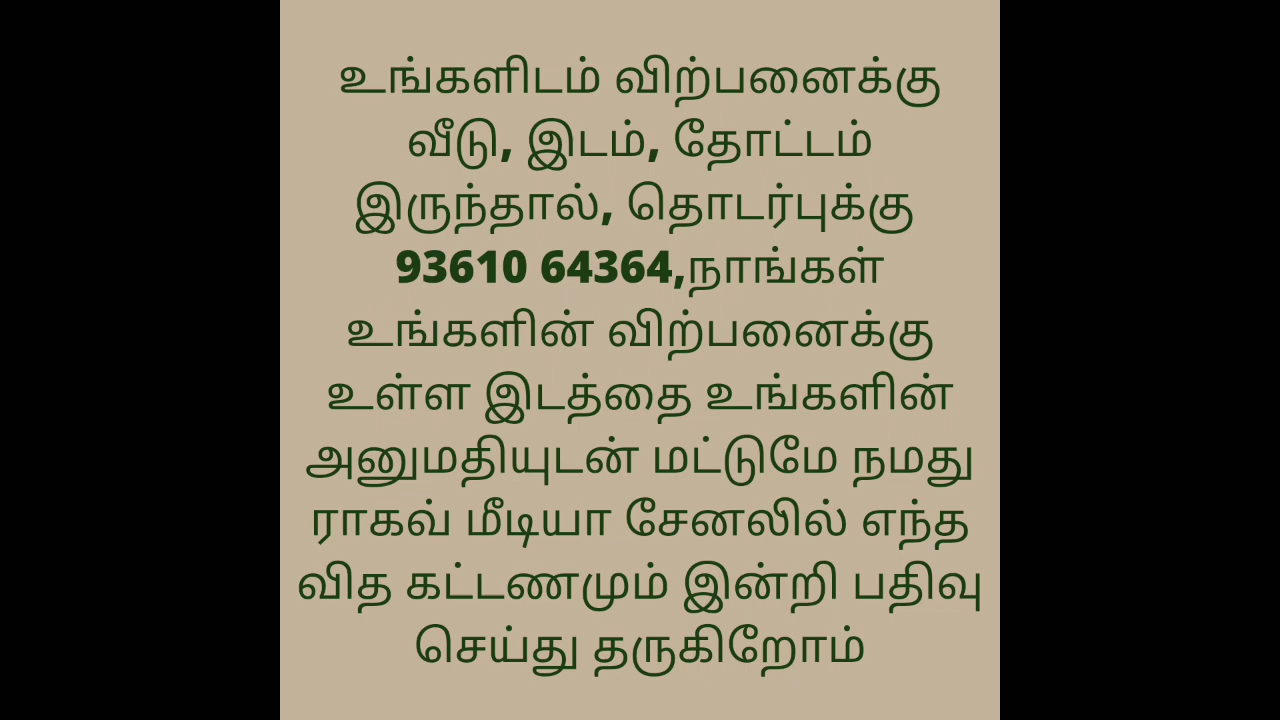 உங்களிடம் விற்பனைக்கு
வீடு, இடம், தோட்டம்
இருந்தால், தொடர்புக்கு
93610 64364,நாங்கள்
உங்களின் விற்பனைக்கு
உள்ள இடத்தை உங்களின்
அனுமதியுடன் மட்டுமே நமது
ராகவ் மீடியா சேனலில் எந்த
வித கட்டணமும் இன்றி பதிவு
செய்து தருகிறோம்